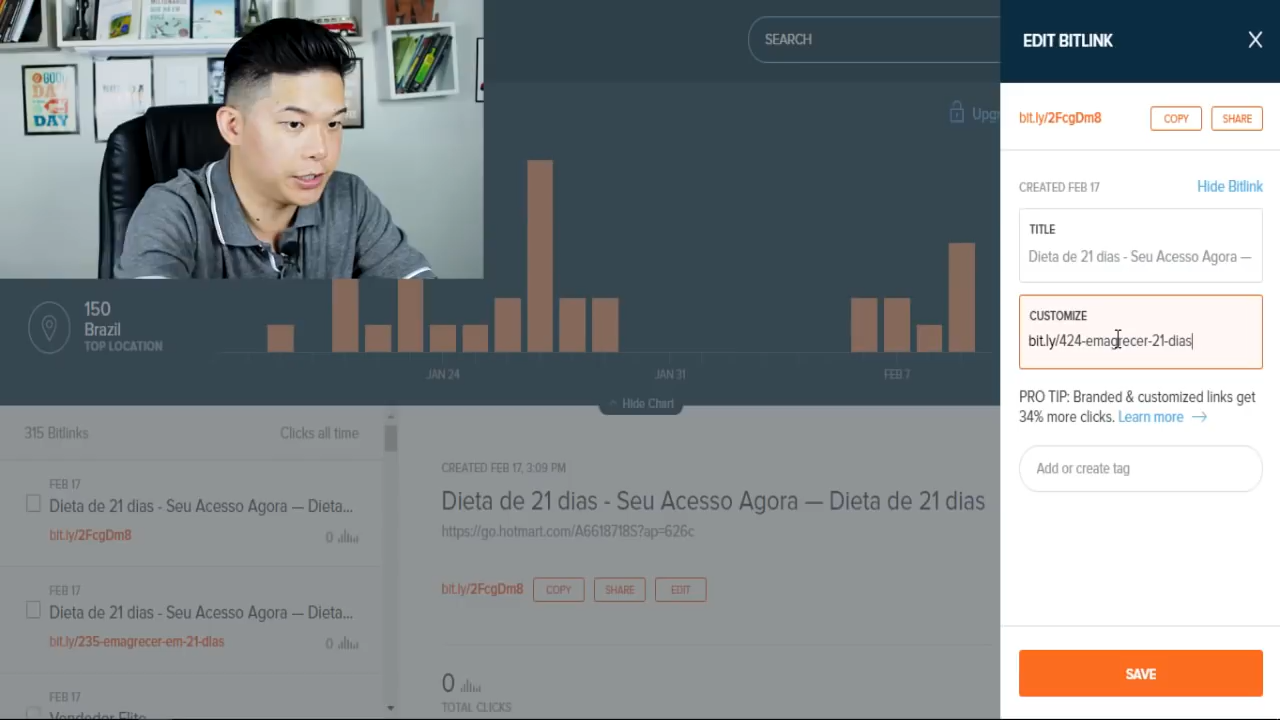 A GOOD
DAY
SEARCH
Upgr
150
Brazil
TOP LOCATION
JAN 24
JAN 31
FEB 7
Hide Chart
315 Bitlinks
Clicks all time
FEB 17
Dieta de 21 dias - Seu Acesso Agora — Dieta...
bit.ly/2FcgDm8
0
FEB 17
Dieta de 21 dias - Seu Acesso Agora — Dieta...
bit.ly/235-emagrecer-em-21-dias
0
FEB 17
Vendedor Elite
CREATED FEB 17, 3:09 PM
Dieta de 21 dias - Seu Acesso Agora — Dieta de 21 dias
https://go.hotmart.com/A6618718S?ap=626c
bit.ly/2FcgDm8
COPY
SHARE
EDIT
0
TOTAL CLICKS
EDIT BITLINK
X
bit.ly/2FcgDm8
COPY
SHARE
CREATED FEB 17
Hide Bitlink
TITLE
Dieta de 21 dias - Seu Acesso Agora —
CUSTOMIZE
bit.ly/424-emagrecer-21-dias
PRO TIP: Branded & customized links get
34% more clicks. Learn more →
Add or create tag
SAVE